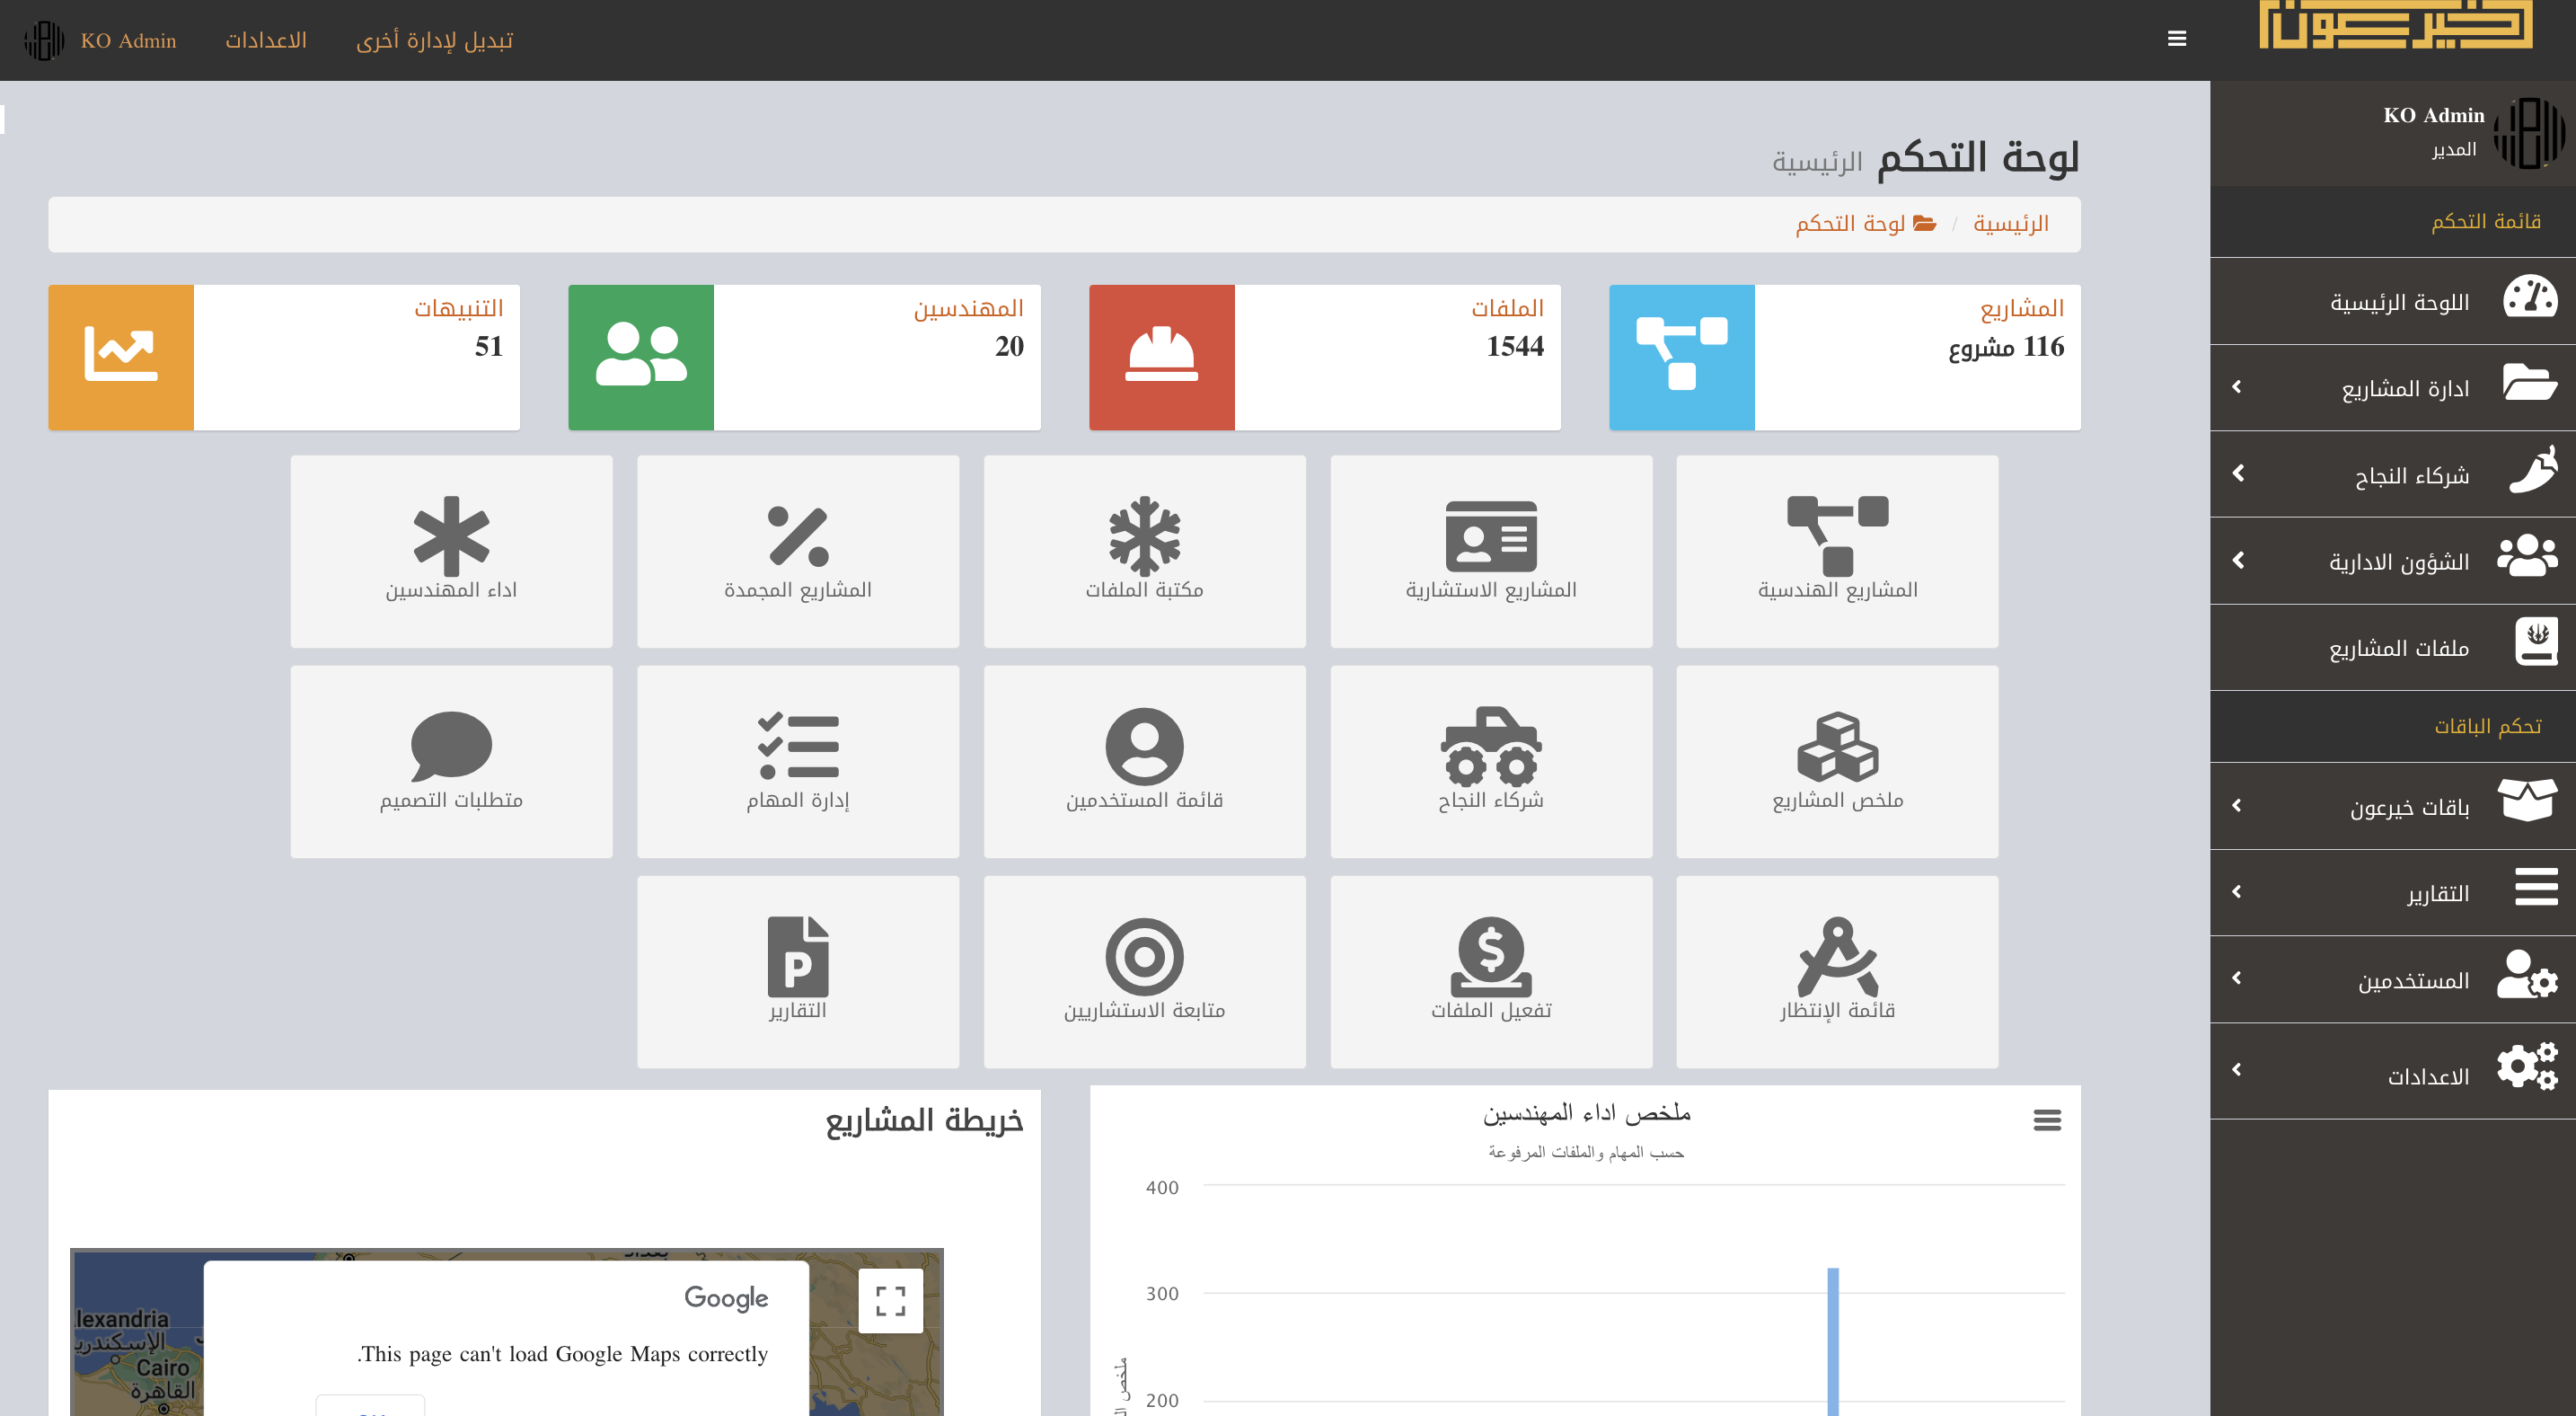 خيرعون
تبديل لإدارة أخرى
الاعدادات
KO Admin
KO Admin
المدير
قائمة التحكم
اللوحة الرئيسية
ادارة المشاريع
شركاء النجاح
الشؤون الادارية
ملفات المشاريع
تحكم الباقات
باقات خيرعون
التقارير
المستخدمين
الاعدادات
لوحة التحكم الرئيسية
الرئيسية / لوحة التحكم
المشاريع
116 مشروع
الملفات
1544
المهندسين
20
التنبيهات
51
المشاريع الهندسية
المشاريع الاستشارية
مكتبة الملفات
المشاريع المجمدة
اداء المهندسين
ملخص المشاريع
شركاء النجاح
قائمة المستخدمين
إدارة المهام
متطلبات التصميم
قائمة الإنتظار
تفعيل الملفات
متابعة الاستشاريين
التقارير
P
ملخص اداء المهندسين
حسب المهام والملفات المرفوعة
400
300
200
ملخص
خريطة المشاريع
Google
.This page can't load Google Maps correctly
lexandria
الإسكندري
Cairo
القاهرة